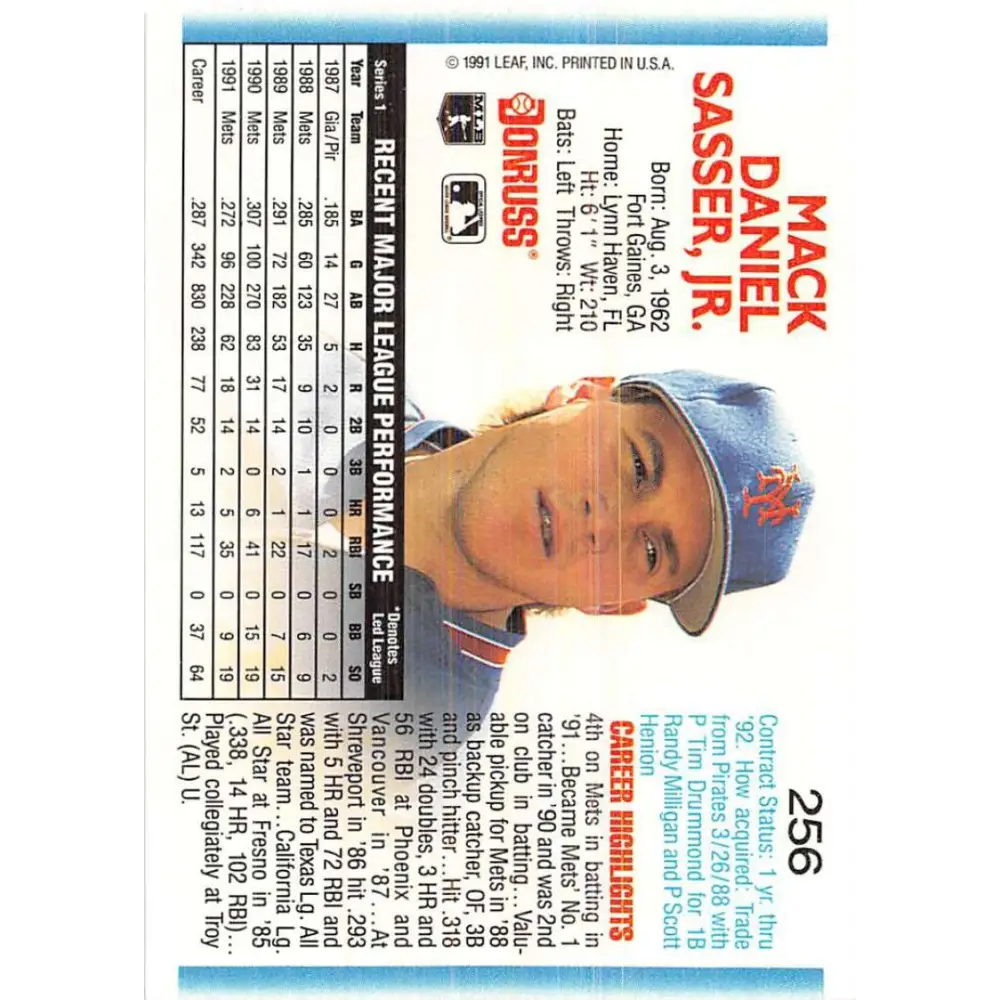 MACK
DANIEL
SASSER, JR.
Born: Aug. 3, 1962
Fort Gaines, GA
Home: Lynn Haven, FL
Ht: 6'1" Wt: 210
Bats: Left Throws: Right
DONRUSS®
MLB
© 1991 LEAF, INC. PRINTED IN U.S.A.
256
Contract Status: 1 yr. thru
'92. How acquired: Trade
from Pirates 3/26/88 with
P Tim Drummond for 1B
Randy Milligan and P Scott
Henion
CAREER HIGHLIGHTS
4th on Mets in batting in
'91...Became Mets' No. 1
catcher in '90 and was 2nd
on club in batting...Valu-
able pickup for Mets in '88
as backup catcher, OF, 3B
and pinch hitter...Hit .318
with 24 doubles, 3 HR and
56 RBI at Phoenix and
Vancouver in '87...At
Shreveport in '86 hit .293
with 5 HR and 72 RBI and
was named to Texas Lg. All
Star team...California Lg.
All Star at Fresno in '85
(.338, 14 HR, 102 RBI)...
Played collegiately at Troy
St. (AL) U.
Series 1 RECENT MAJOR LEAGUE PERFORMANCE *Denotes Led League
Year Team BA G AB H R 2B 3B HR RBI SB BB SO
1987 Gia/Pir .185 14 27 5 2 0 0 0 2 0 0 2
1988 Mets .285 60 123 35 9 10 1 1 17 0 6 9
1989 Mets .291 72 182 53 17 14 2 1 22 0 7 15
1990 Mets .307 100 270 83 31 14 0 6 41 0 15 19
1991 Mets .272 96 228 62 18 14 2 5 35 0 9 19
Career .287 342 830 238 77 52 5 13 117 0 37 64